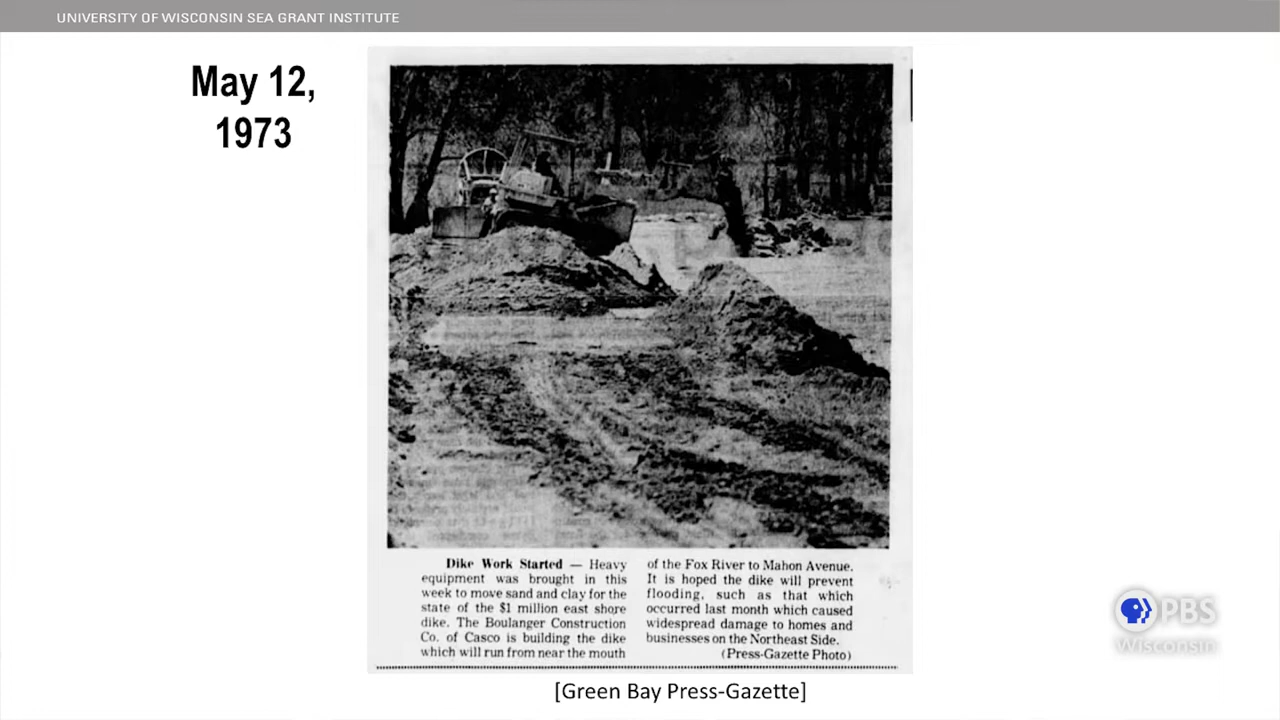 UNIVERSITY OF WISCONSIN SEA GRANT INSTITUTE
May 12,
1973
Dike Work Started — Heavy
equipment was brought in this
week to move sand and clay for the
state of the $1 million east shore
dike. The Boulanger Construction
Co. of Casco is building the dike
which will run from near the mouth
of the Fox River to Mahon Avenue.
It is hoped the dike will prevent
flooding, such as that which
occurred last month which caused
widespread damage to homes and
businesses on the Northeast Side.
(Press-Gazette Photo)
[Green Bay Press-Gazette]
PBS
Wisconsin